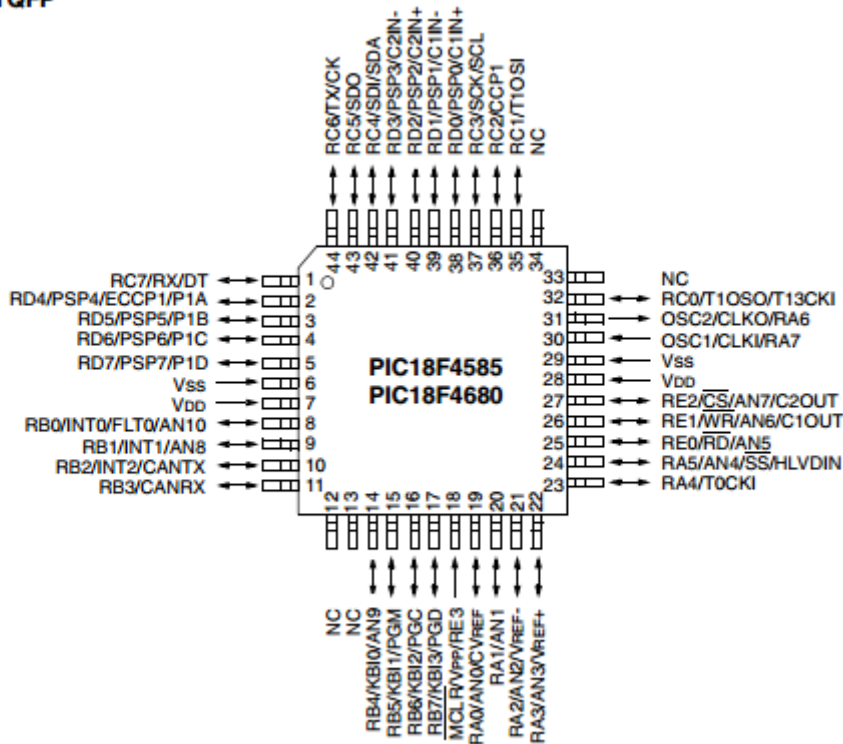 TQFP
RC6/TX/CK
RC5/SDO
RC4/SDI/SDA
RD3/PSP3/C2IN-
RD2/PSP2/C2IN+
RD1/PSP1/C1IN-
RD0/PSP0/C1IN+
RC3/SCK/SCL
RC2/CCP1
RC1/T1OSI
NC
44
43
42
41
40
39
38
37
36
35
34
RC7/RX/DT 1
RD4/PSP4/ECCP1/P1A 2
RD5/PSP5/P1B 3
RD6/PSP6/P1C 4
RD7/PSP7/P1D 5
VSS 6
VDD 7
RB0/INT0/FLT0/AN10 8
RB1/INT1/AN8 9
RB2/INT2/CANTX 10
RB3/CANRX 11
PIC18F4585
PIC18F4680
33 NC
32 RC0/T1OSO/T13CKI
31 OSC2/CLKO/RA6
30 OSC1/CLKI/RA7
29 VSS
28 VDD
27 RE2/CS/AN7/C2OUT
26 RE1/WR/AN6/C1OUT
25 RE0/RD/AN5
24 RA5/AN4/SS/HLVDIN
23 RA4/T0CKI
12
13
14
15
16
17
18
19
20
21
22
NC
NC
RB4/KBI0/AN9
RB5/KBI1/PGM
RB6/KBI2/PGC
RB7/KBI3/PGD
MCLR/VPP/RE3
RA0/AN0/CVREF
RA1/AN1
RA2/AN2/VREF-
RA3/AN3/VREF+